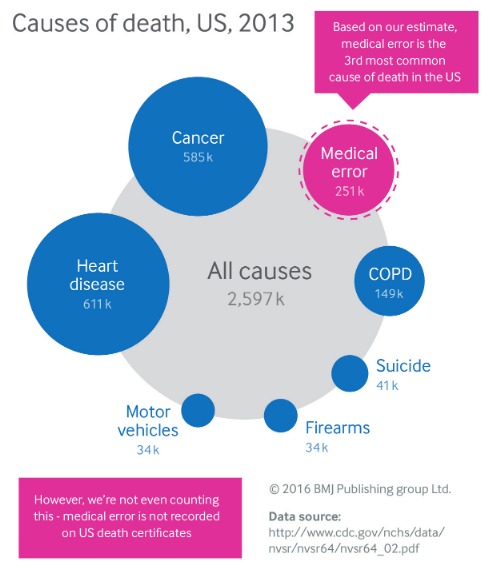 Causes of death, US, 2013
Based on our estimate,
medical error is the
3rd most common
cause of death in the US
Cancer
585k
Medical
error
251k
Heart
disease
611k
All causes
2,597k
COPD
149k
Suicide
41k
Motor
vehicles
34k
Firearms
34k
However, we're not even counting
this - medical error is not recorded
on US death certificates
© 2016 BMJ Publishing group Ltd.
Data source:
http://www.cdc.gov/nchs/data/
nvsr/nvsr64/nvsr64_02.pdf